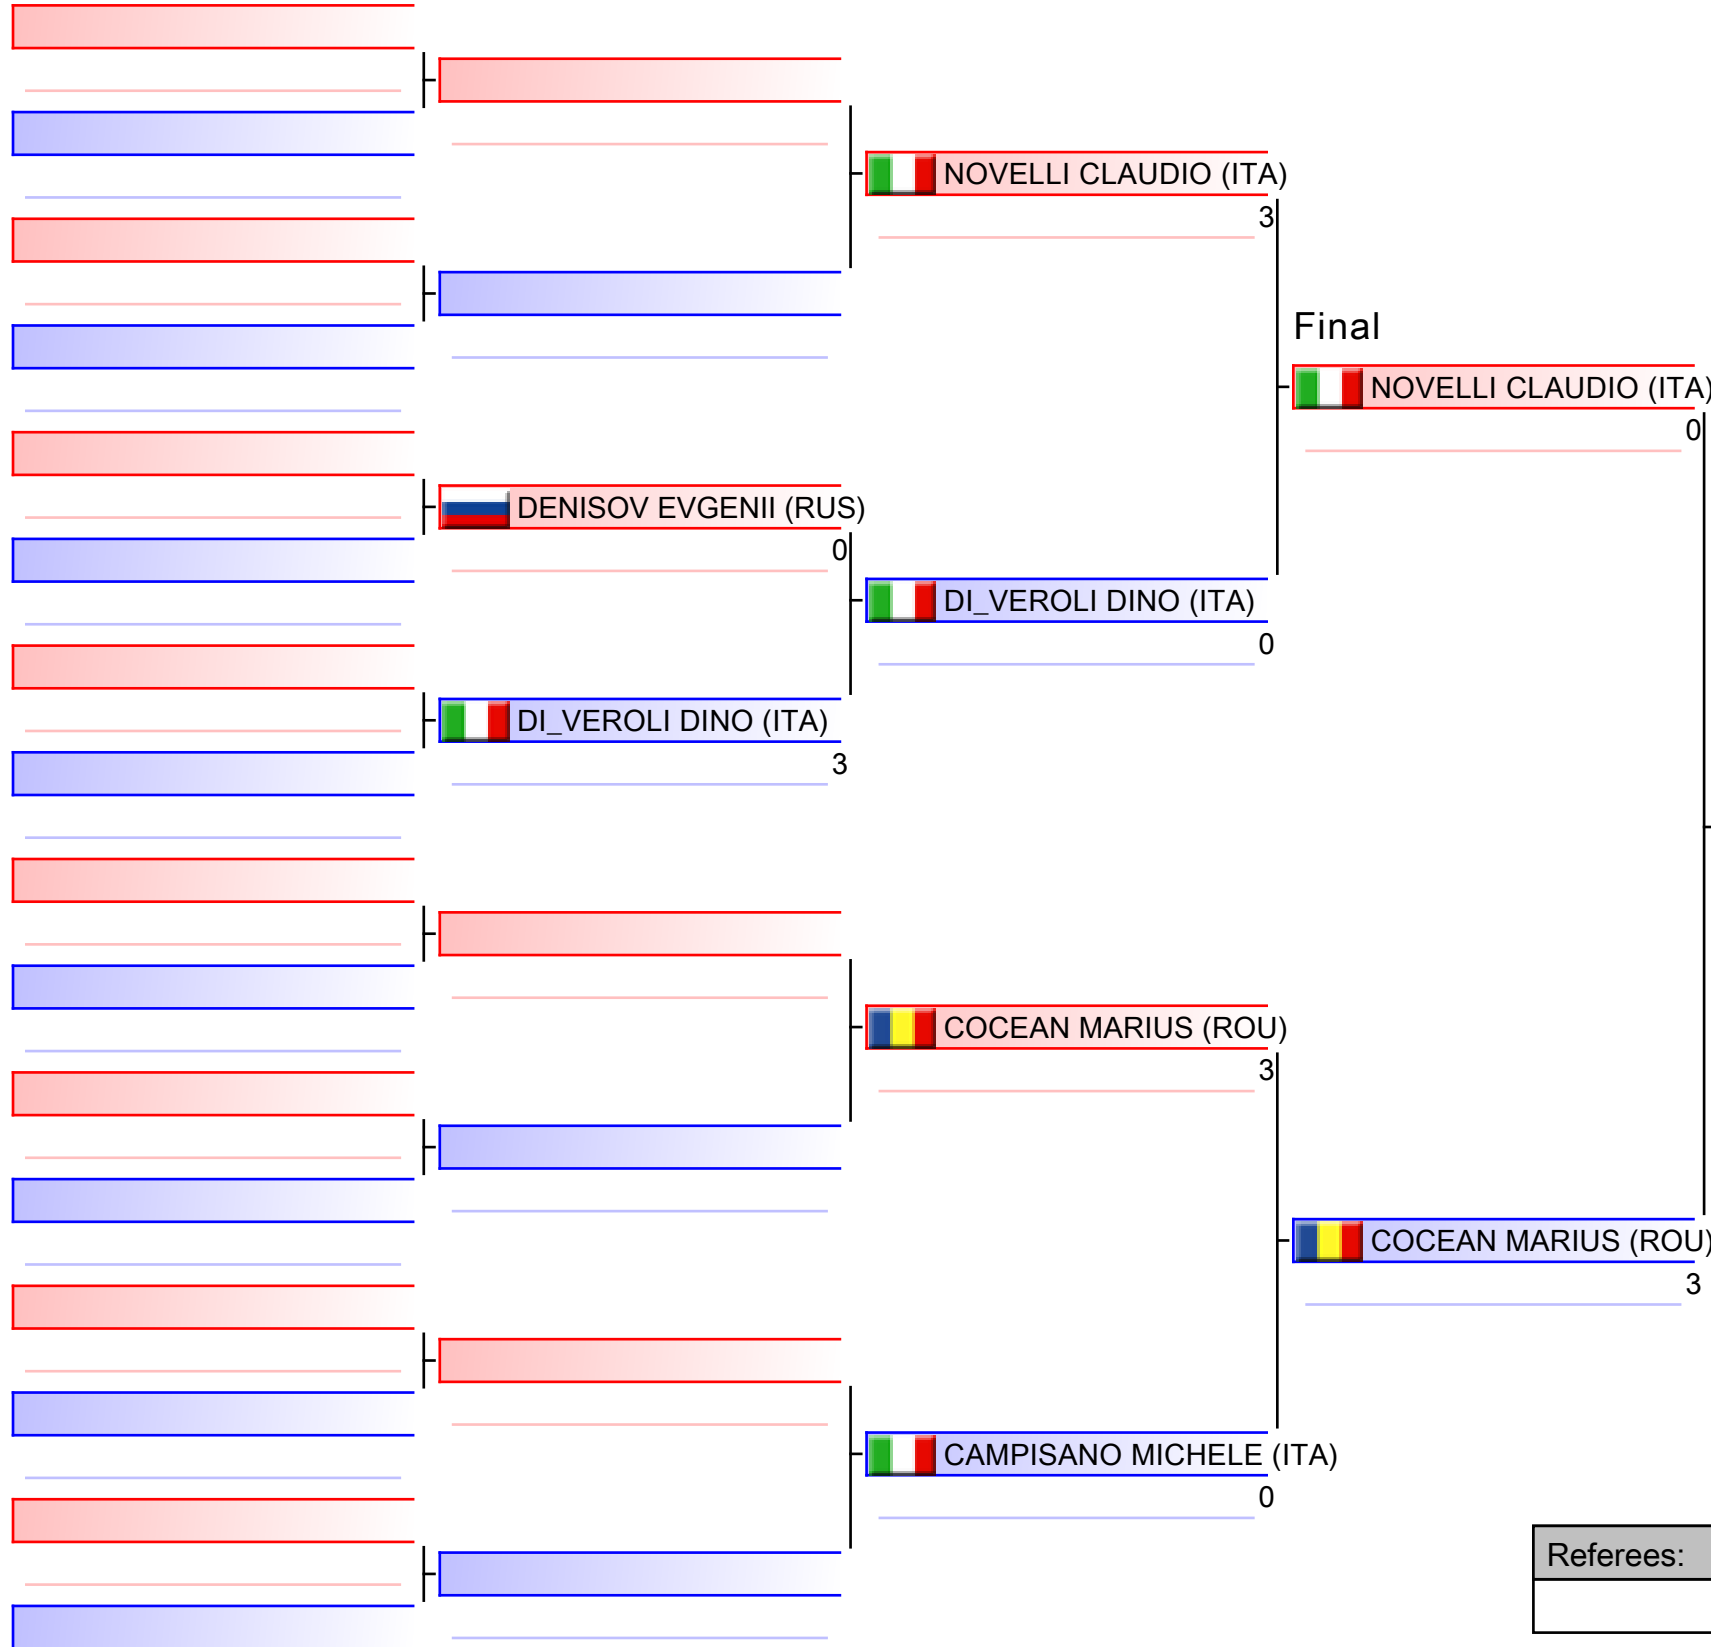 NOVELLI CLAUDIO (ITA)
3
Final
NOVELLI CLAUDIO (ITA)
0
DENISOV EVGENII (RUS)
0
DI_VEROLI DINO (ITA)
0
DI_VEROLI DINO (ITA)
3
COCEAN MARIUS (ROU)
3
COCEAN MARIUS (ROU)
3
CAMPISANO MICHELE (ITA)
0
Referees: